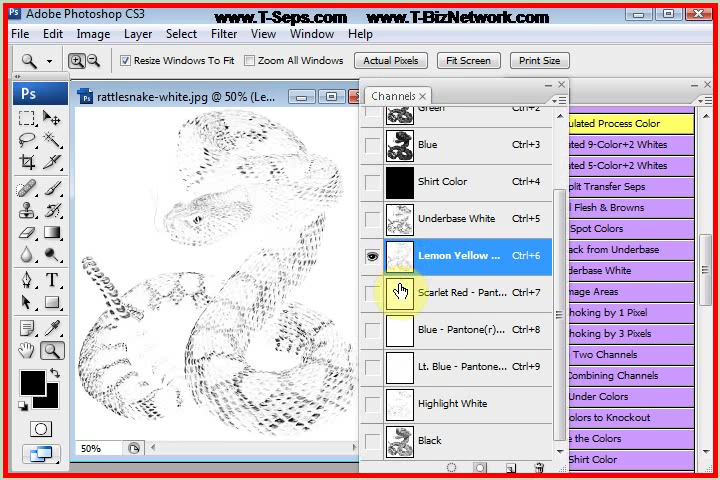 Adobe Photoshop CS3
www.T-Seps.com www.T-BizNetwork.com
File Edit Image Layer Select Filter View Window Help
Resize Windows To Fit Zoom All Windows Actual Pixels Fit Screen Print Size
Ps
rattlesnake-white.jpg @ 50% (Le...
Channels
Green Ctrl+2
Blue Ctrl+3
Shirt Color Ctrl+4
Underbase White Ctrl+5
Lemon Yellow ... Ctrl+6
Scarlet Red - Pant... Ctrl+7
Blue - Pantone(r)... Ctrl+8
Lt. Blue - Pantone... Ctrl+9
Highlight White
Black
50%
ulated Process Color
ated 9-Color+2 Whites
ated 5-Color+2 Whites
plit Transfer Seps
l Flesh & Browns
Spot Colors
ack from Underbase
derbase White
mage Areas
hoking by 1 Pixel
hoking by 3 Pixels
Two Channels
Combining Channels
Under Colors
olors to Knockout
e the Colors
Shirt Color